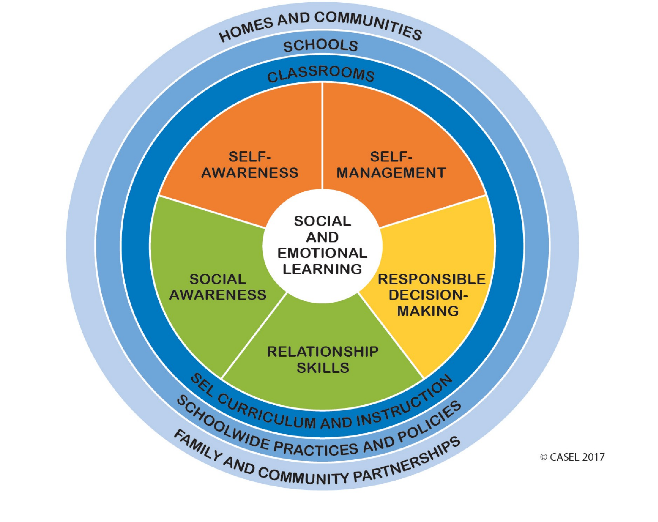 HOMES AND COMMUNITIES
SCHOOLS
CLASSROOMS
SELF-
AWARENESS
SELF-
MANAGEMENT
SOCIAL
AND
EMOTIONAL
LEARNING
SOCIAL
AWARENESS
RESPONSIBLE
DECISION-
MAKING
RELATIONSHIP
SKILLS
SEL CURRICULUM AND INSTRUCTION
SCHOOLWIDE PRACTICES AND POLICIES
FAMILY AND COMMUNITY PARTNERSHIPS
© CASEL 2017